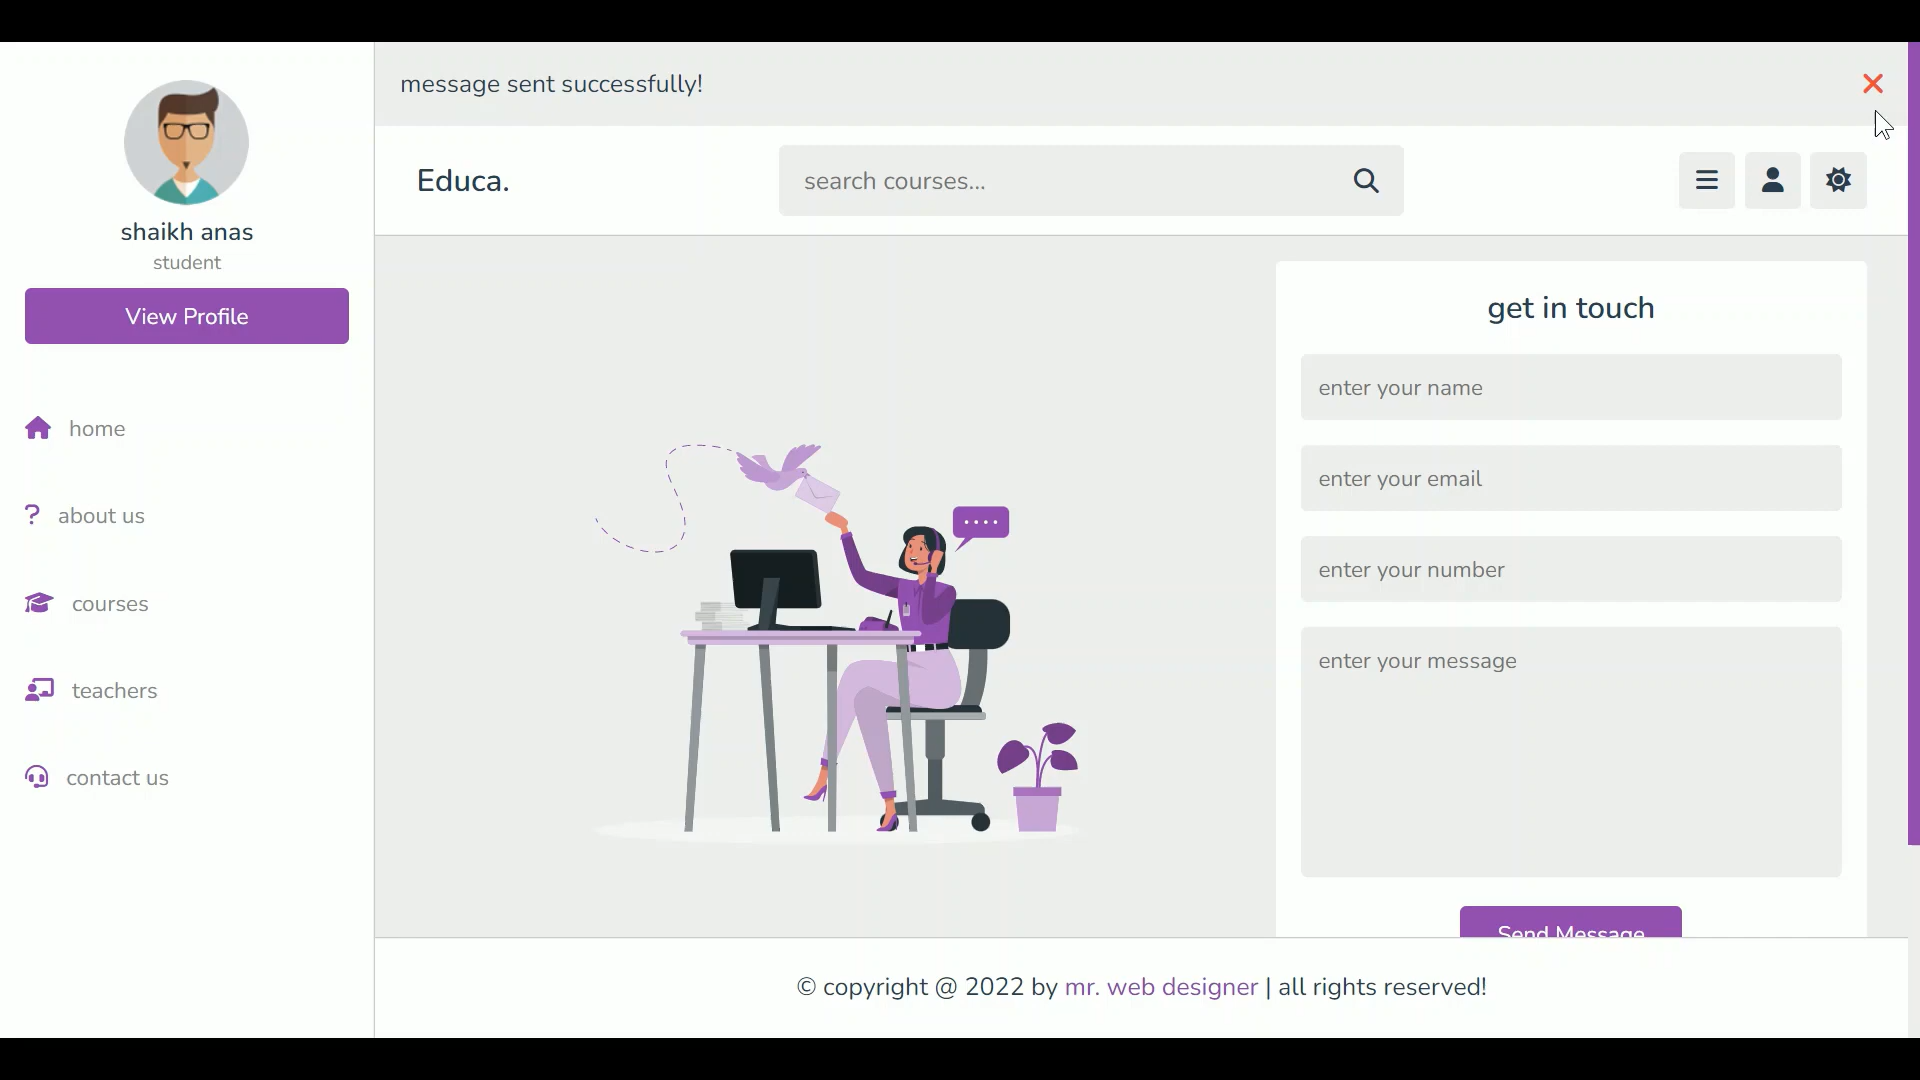 message sent successfully!
Educa.
search courses...
shaikh anas
student
View Profile
home
about us
courses
teachers
contact us
get in touch
enter your name
enter your email
enter your number
enter your message
Send Message
© copyright @ 2022 by mr. web designer | all rights reserved!